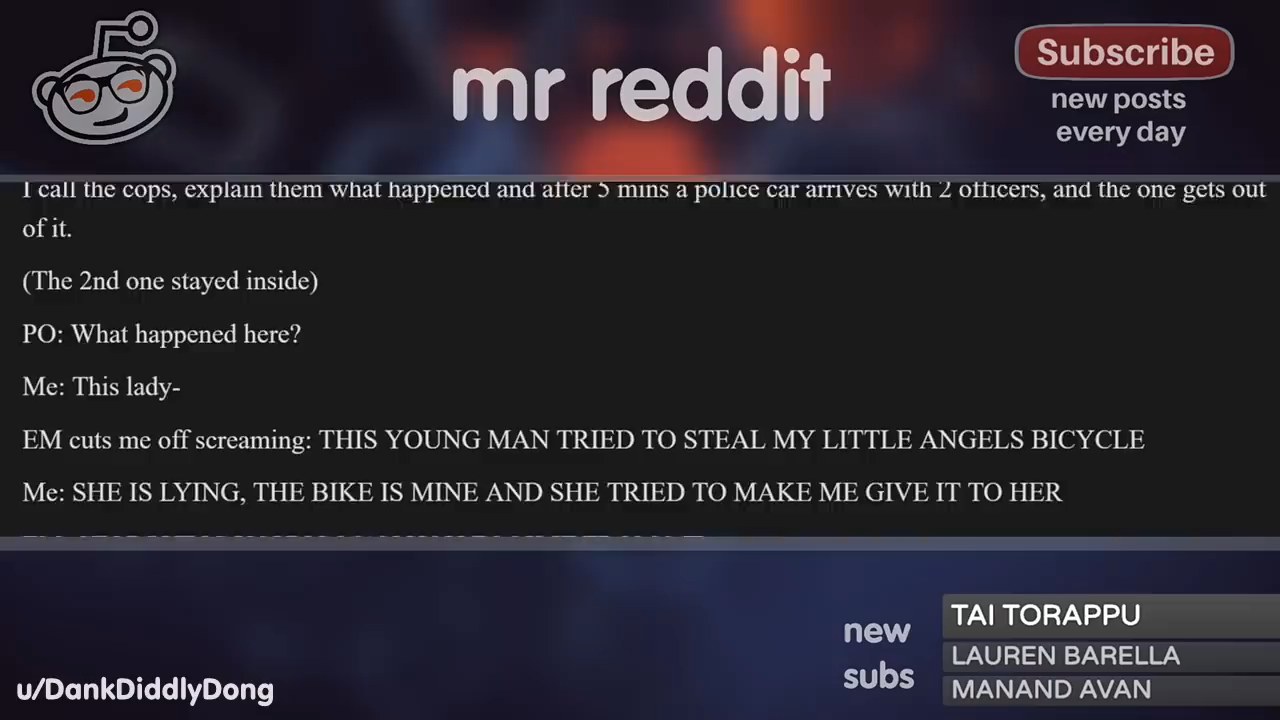 mr reddit
Subscribe
new posts
every day
I call the cops, explain them what happened and after 5 mins a police car arrives with 2 officers, and the one gets out
of it.
(The 2nd one stayed inside)
PO: What happened here?
Me: This lady-
EM cuts me off screaming: THIS YOUNG MAN TRIED TO STEAL MY LITTLE ANGELS BICYCLE
Me: SHE IS LYING, THE BIKE IS MINE AND SHE TRIED TO MAKE ME GIVE IT TO HER
new
subs
TAI TORAPPU
LAUREN BARELLA
MANAND AVAN
u/DankDiddlyDong